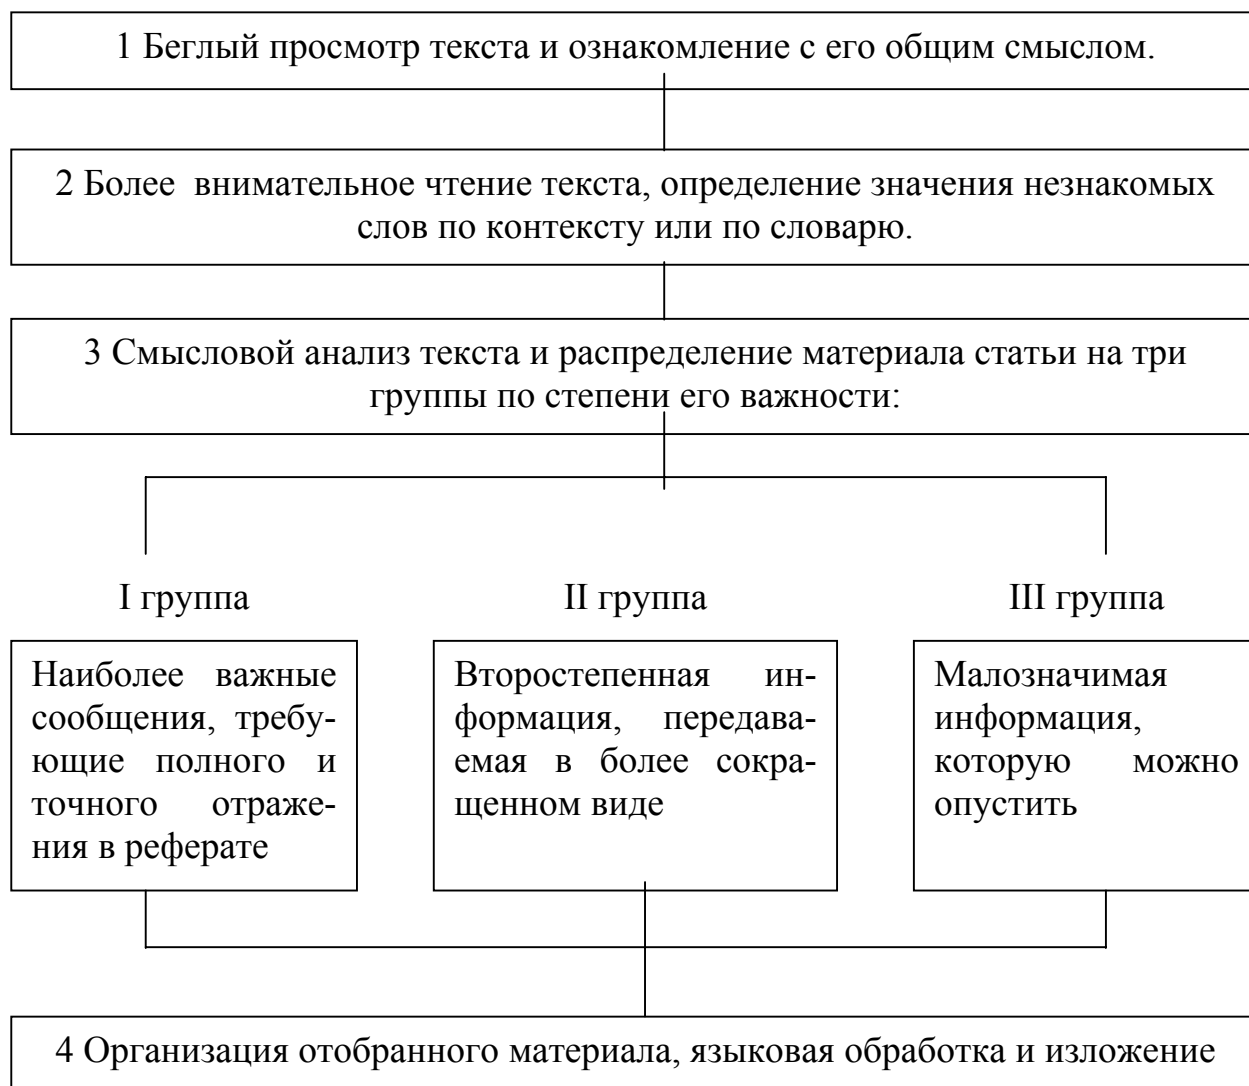 1 Беглый просмотр текста и ознакомление с его общим смыслом.
2 Более внимательное чтение текста, определение значения незнакомых
слов по контексту или по словарю.
3 Смысловой анализ текста и распределение материала статьи на три
группы по степени его важности:
I группа
II группа
III группа
Наиболее важные
сообщения, требу-
ющие полного и
точного отраже-
ния в реферате
Второстепенная ин-
формация, передава-
емая в более сокра-
щенном виде
Малозначимая
информация,
которую можно
опустить
4 Организация отобранного материала, языковая обработка и изложение